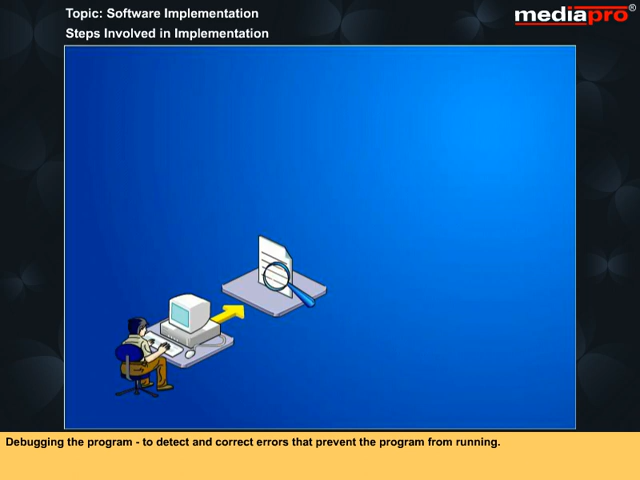 Topic: Software Implementation
mediapro®
Steps Involved in Implementation
Debugging the program - to detect and correct errors that prevent the program from running.